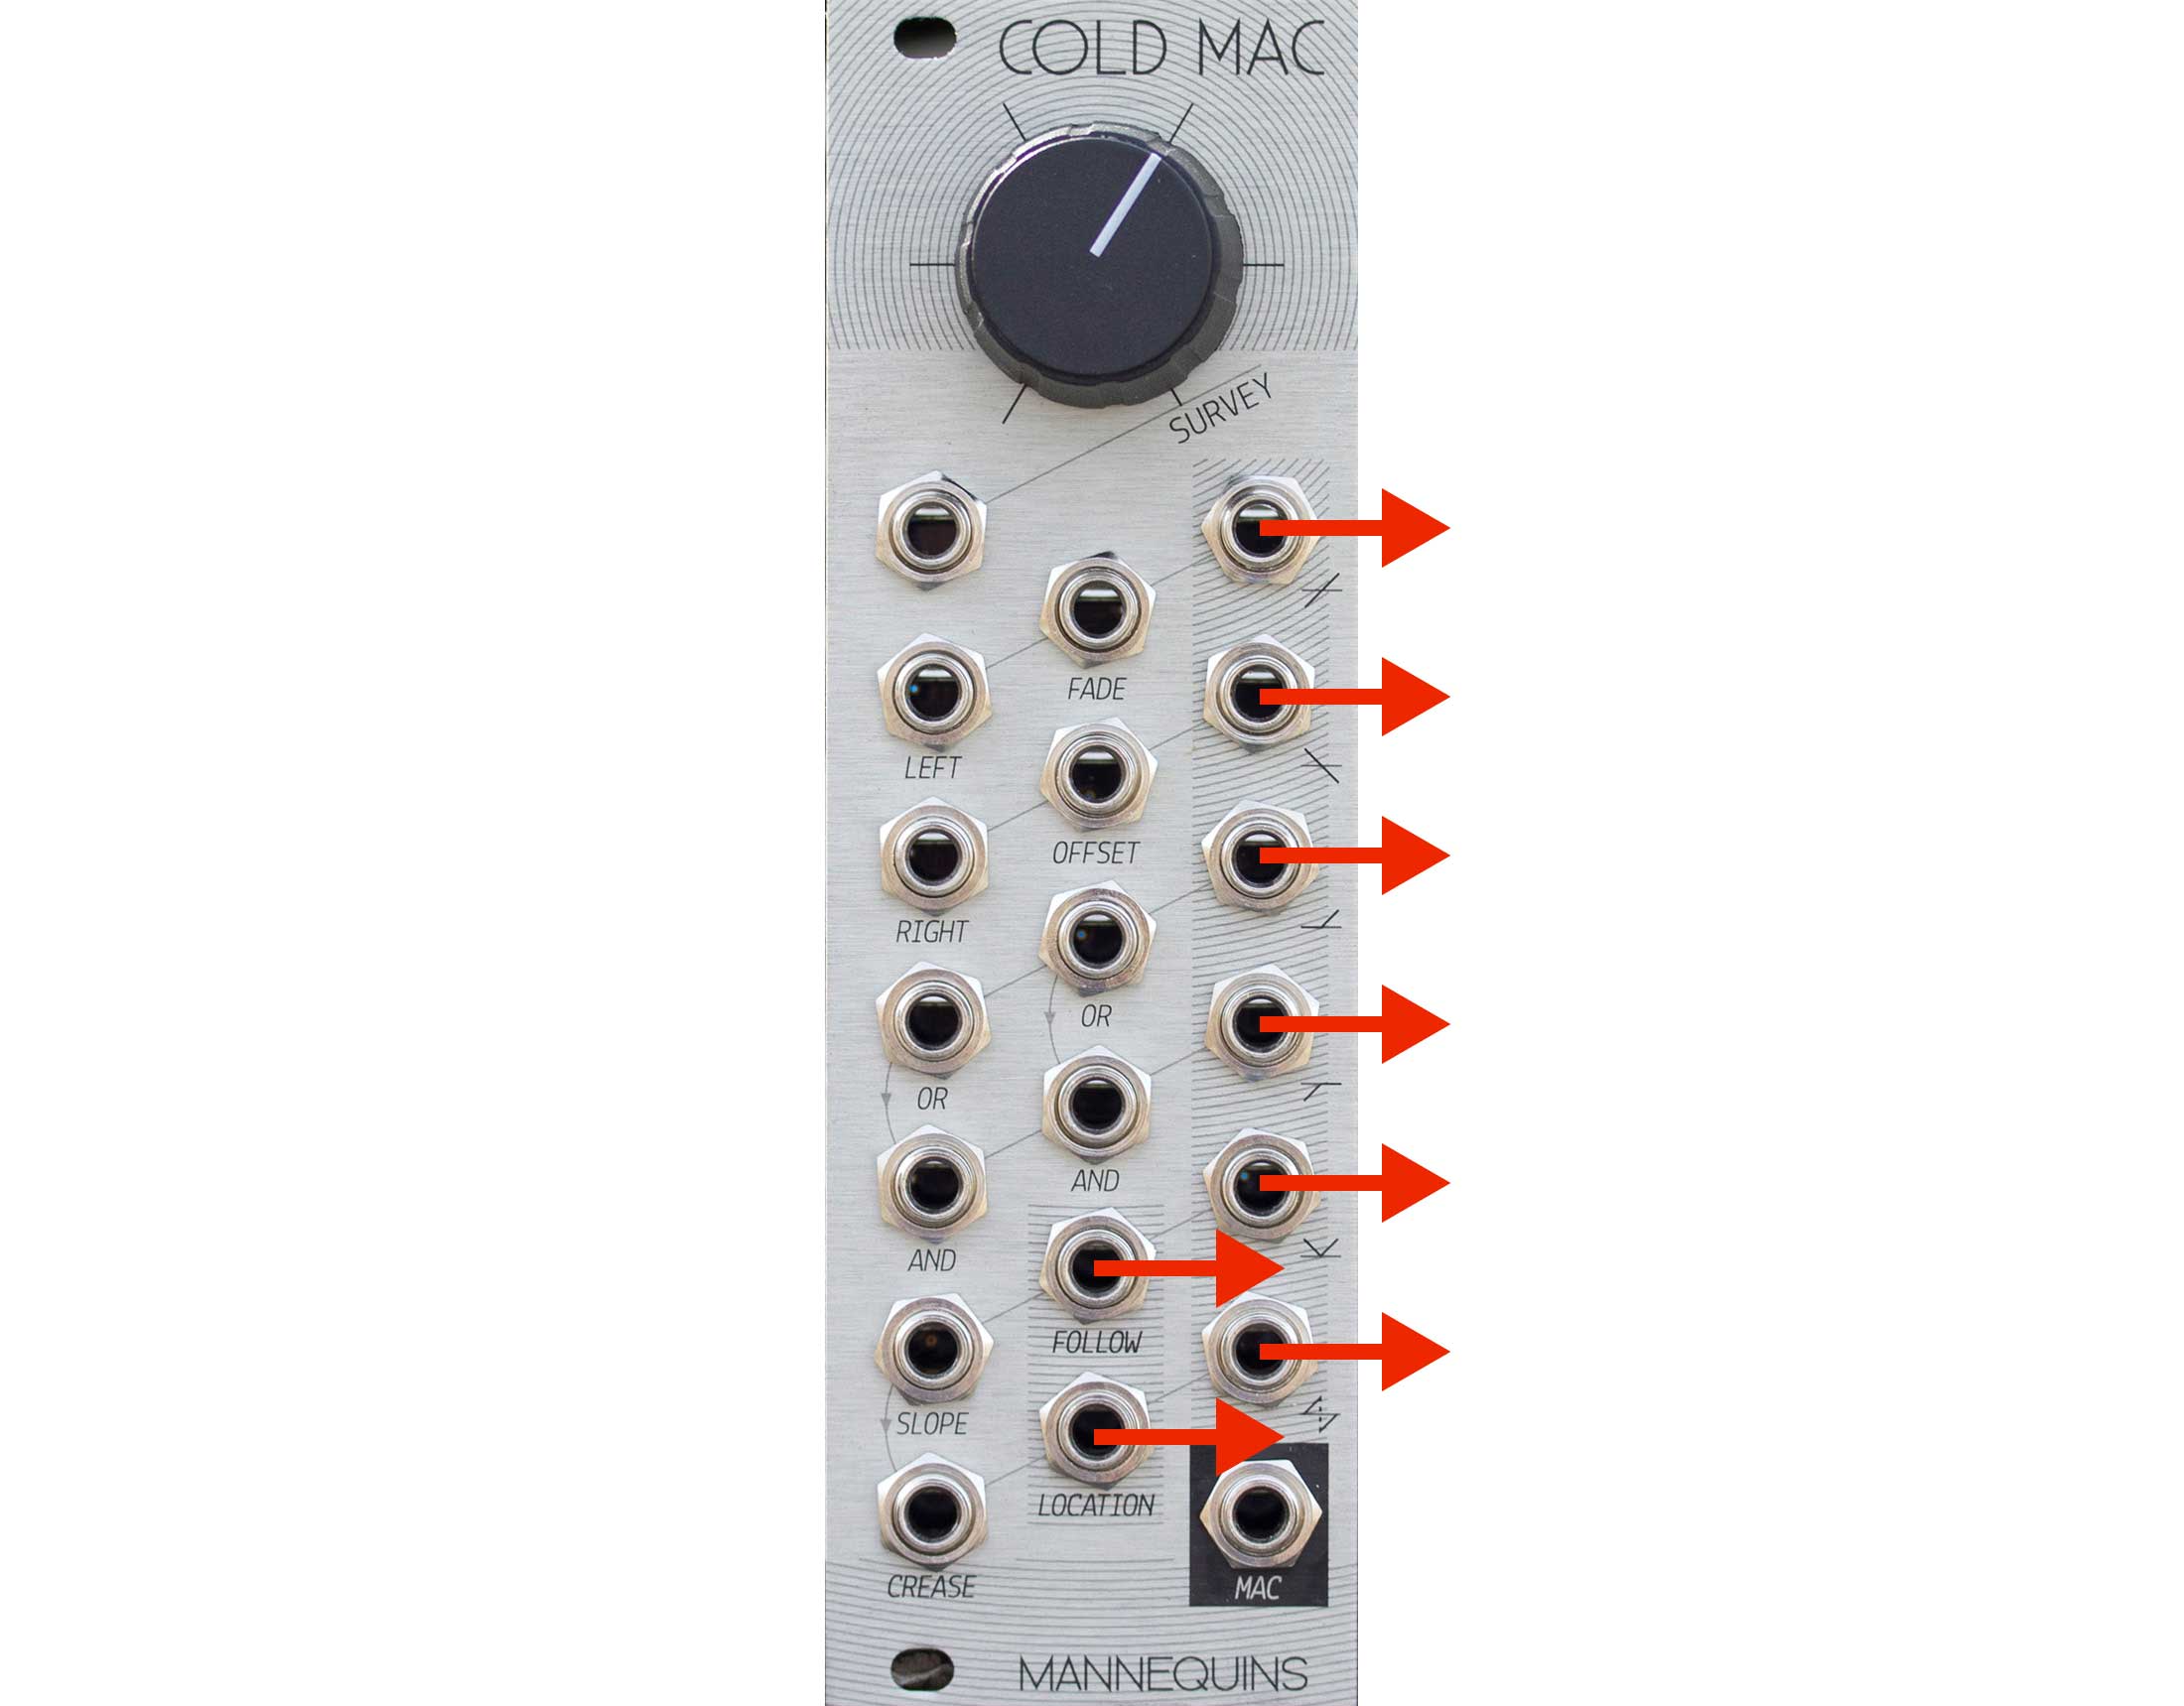 COLD MAC
SURVEY
FADE
LEFT
OFFSET
RIGHT
OR
OR
AND
AND
FOLLOW
SLOPE
LOCATION
CREASE
MAC
MANNEQUINS